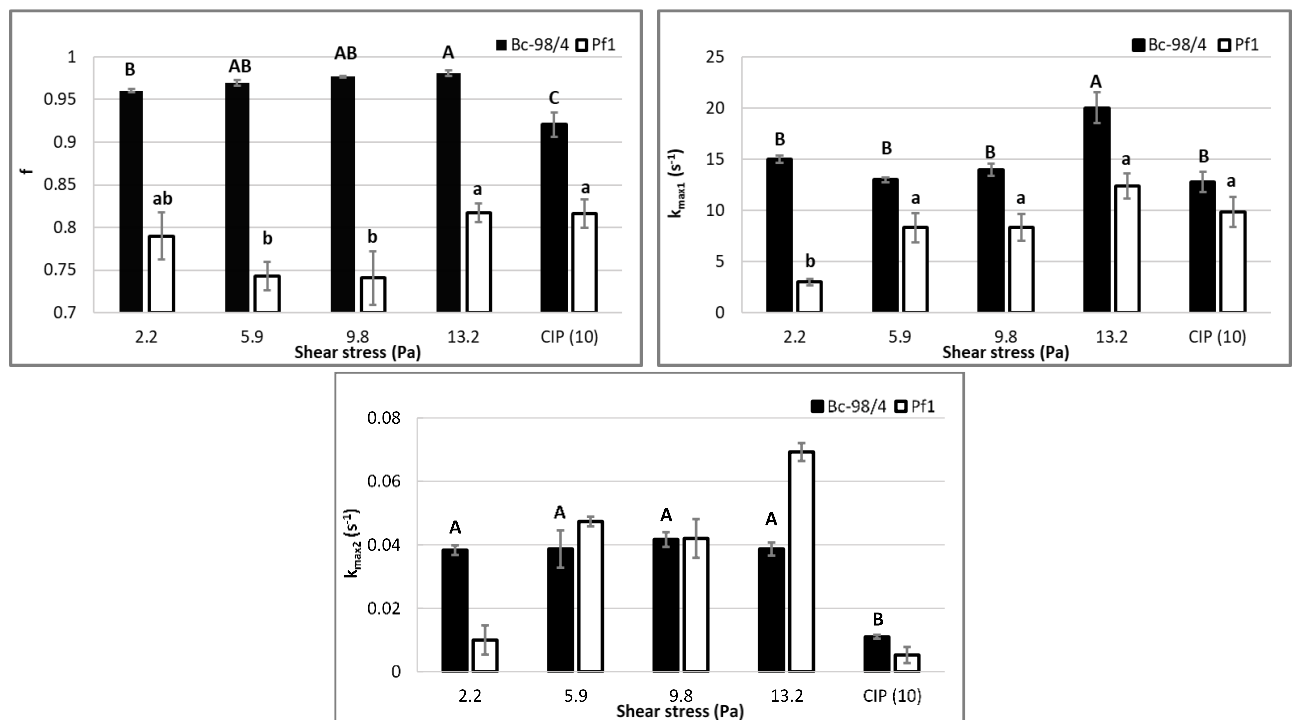 Bc-98/4 Pf1
1
0.95
0.9
0.85
0.8
0.75
0.7
f
B AB AB A C
ab b b a a
2.2 5.9 9.8 13.2 CIP (10)
Shear stress (Pa)
Bc-98/4 Pf1
25
20
15
10
5
0
kmax1 (s-1)
B B B A B
b a a a a
2.2 5.9 9.8 13.2 CIP (10)
Shear stress (Pa)
Bc-98/4 Pf1
0.08
0.06
0.04
0.02
0
kmax2 (s-1)
A A A A B
2.2 5.9 9.8 13.2 CIP (10)
Shear stress (Pa)